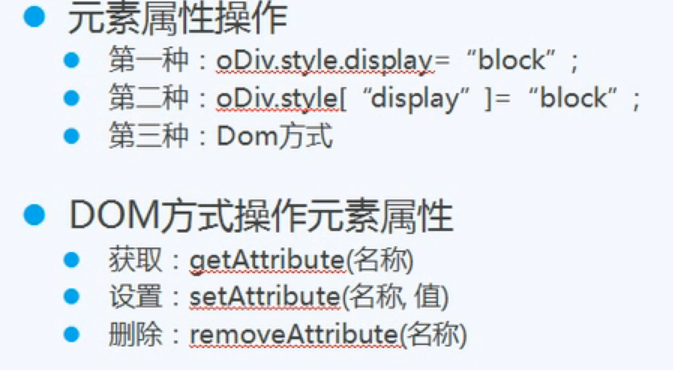 元素属性操作
第一种：oDiv.style.display=“block”；
第二种：oDiv.style[“display”]=“block”；
第三种：Dom方式
DOM方式操作元素属性
获取：getAttribute(名称)
设置：setAttribute(名称, 值)
删除：removeAttribute(名称)